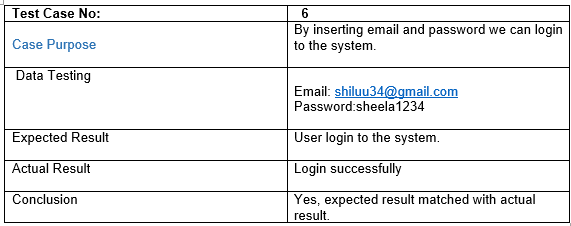 Test Case No: 6
Case Purpose By inserting email and password we can login
to the system.
Data Testing
Email: shiluu34@gmail.com
Password:sheela1234
Expected Result User login to the system.
Actual Result Login successfully
Conclusion Yes, expected result matched with actual
result.